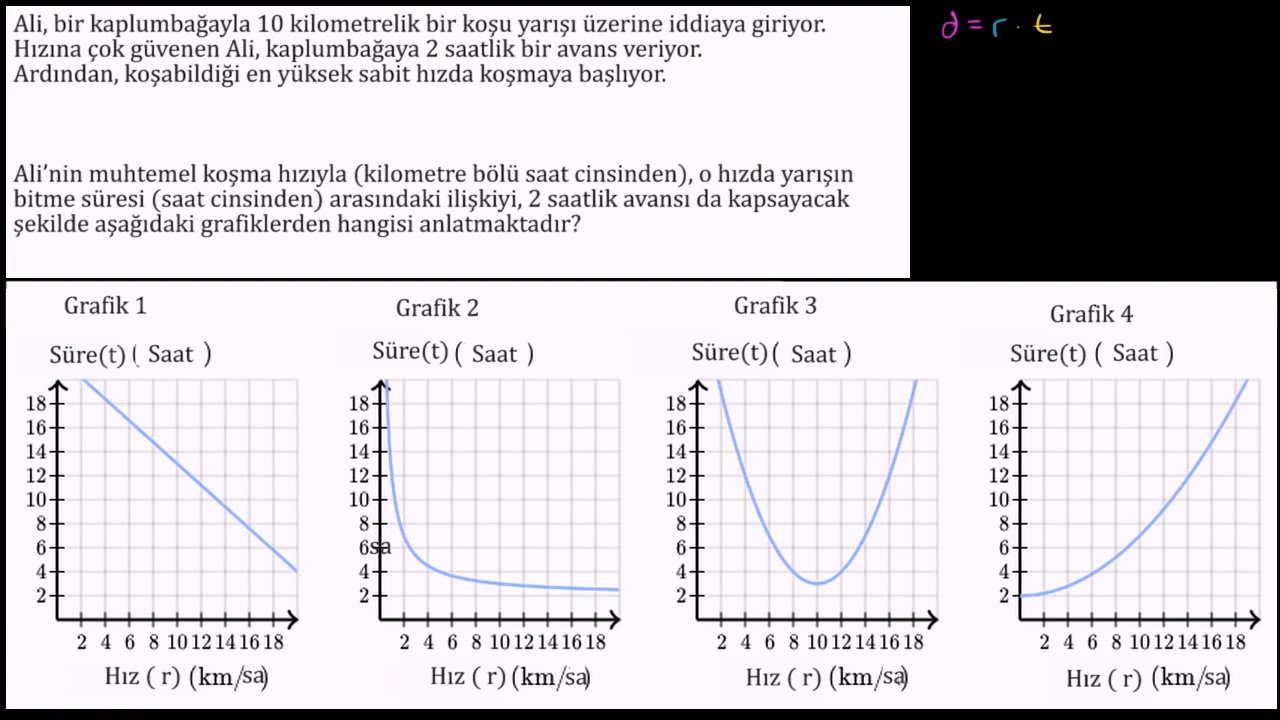 Ali, bir kaplumbağayla 10 kilometrelik bir koşu yarışı üzerine iddiaya giriyor.
Hızına çok güvenen Ali, kaplumbağaya 2 saatlik bir avans veriyor.
Ardından, koşabildiği en yüksek sabit hızda koşmaya başlıyor.
d = r · t
Ali’nin muhtemel koşma hızıyla (kilometre bölü saat cinsinden), o hızda yarışın
bitme süresi (saat cinsinden) arasındaki ilişkiyi, 2 saatlik avansı da kapsayacak
şekilde aşağıdaki grafiklerden hangisi anlatmaktadır?
Grafik 1
Süre(t) ( Saat )
18
16
14
12
10
8
6
4
2
2 4 6 8 10 12 14 16 18
Hız ( r) (km/sa)
Grafik 2
Süre(t) ( Saat )
18
16
14
12
10
8
6sa
4
2
2 4 6 8 10 12 14 16 18
Hız ( r) (km/sa)
Grafik 3
Süre(t) ( Saat )
18
16
14
12
10
8
6
4
2
2 4 6 8 10 12 14 16 18
Hız ( r) (km/sa)
Grafik 4
Süre(t) ( Saat )
18
16
14
12
10
8
6
4
2
2 4 6 8 10 12 14 16 18
Hız ( r) (km/sa)